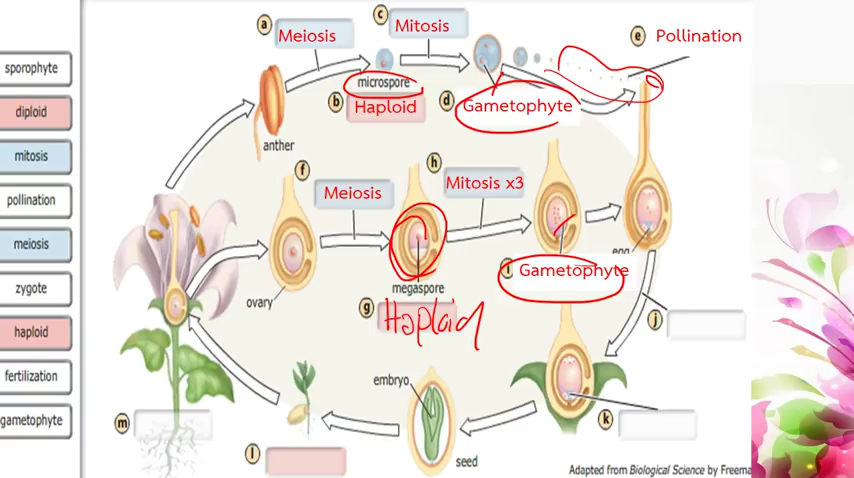 sporophyte
diploid
mitosis
pollination
meiosis
zygote
haploid
fertilization
gametophyte
a
Meiosis
c
Mitosis
e
Pollination
microspore
b
Haploid
d
Gametophyte
anther
f
Meiosis
h
Mitosis x3
ovary
megaspore
g
Haploid
Gametophyte
egg
j
k
embryo
seed
l
m
Adapted from Biological Science by Freema